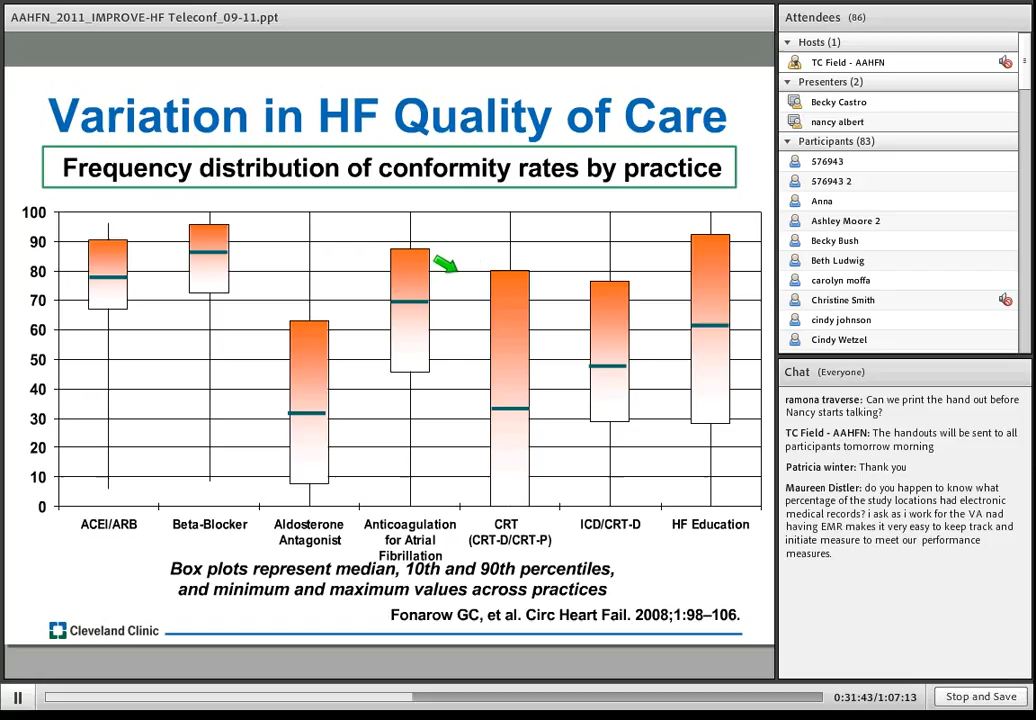 AAHFN_2011_IMPROVE-HF Teleconf_09-11.ppt
Variation in HF Quality of Care
Frequency distribution of conformity rates by practice
100
90
80
70
60
50
40
30
20
10
0
ACEI/ARB
Beta-Blocker
Aldosterone
Antagonist
Anticoagulation
for Atrial
Fibrillation
CRT
(CRT-D/CRT-P)
ICD/CRT-D
HF Education
Box plots represent median, 10th and 90th percentiles,
and minimum and maximum values across practices
Fonarow GC, et al. Circ Heart Fail. 2008;1:98–106.
Cleveland Clinic
Attendees (86)
Hosts (1)
TC Field - AAHFN
Presenters (2)
Becky Castro
nancy albert
Participants (83)
576943
576943 2
Anna
Ashley Moore 2
Becky Bush
Beth Ludwig
carolyn moffa
Christine Smith
cindy johnson
Cindy Wetzel
Chat (Everyone)
ramona traverse: Can we print the hand out before
Nancy starts talking?
TC Field - AAHFN: The handouts will be sent to all
participants tomorrow morning
Patricia winter: Thank you
Maureen Distler: do you happen to know what
percentage of the study locations had electronic
medical records? i ask as i work for the VA nad
having EMR makes it very easy to keep track and
initiate measure to meet our performance
measures.
0:31:43/1:07:13
Stop and Save